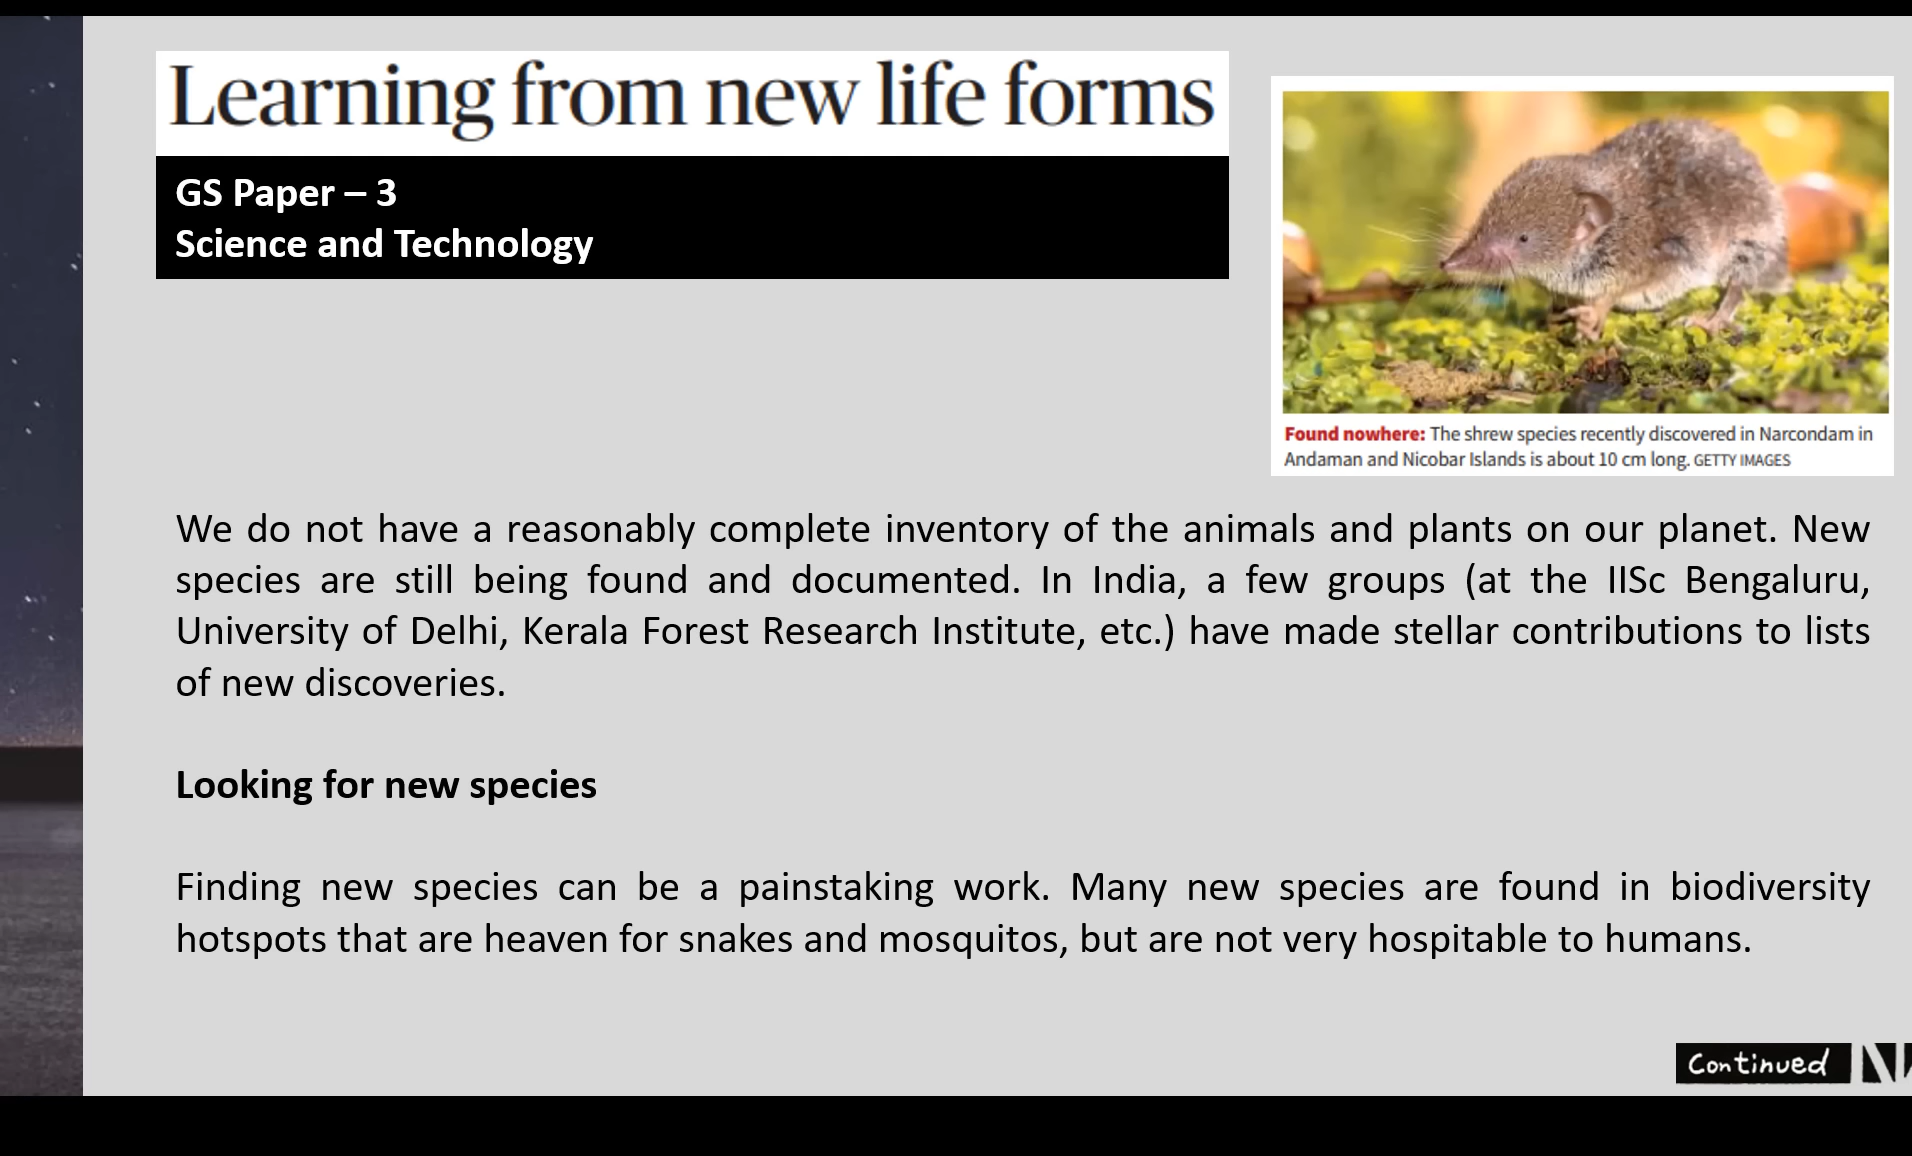 Learning from new life forms
GS Paper – 3
Science and Technology
Found nowhere: The shrew species recently discovered in Narcondam in
Andaman and Nicobar Islands is about 10 cm long. GETTY IMAGES
We do not have a reasonably complete inventory of the animals and plants on our planet. New
species are still being found and documented. In India, a few groups (at the IISc Bengaluru,
University of Delhi, Kerala Forest Research Institute, etc.) have made stellar contributions to lists
of new discoveries.
Looking for new species
Finding new species can be a painstaking work. Many new species are found in biodiversity
hotspots that are heaven for snakes and mosquitos, but are not very hospitable to humans.
Continued